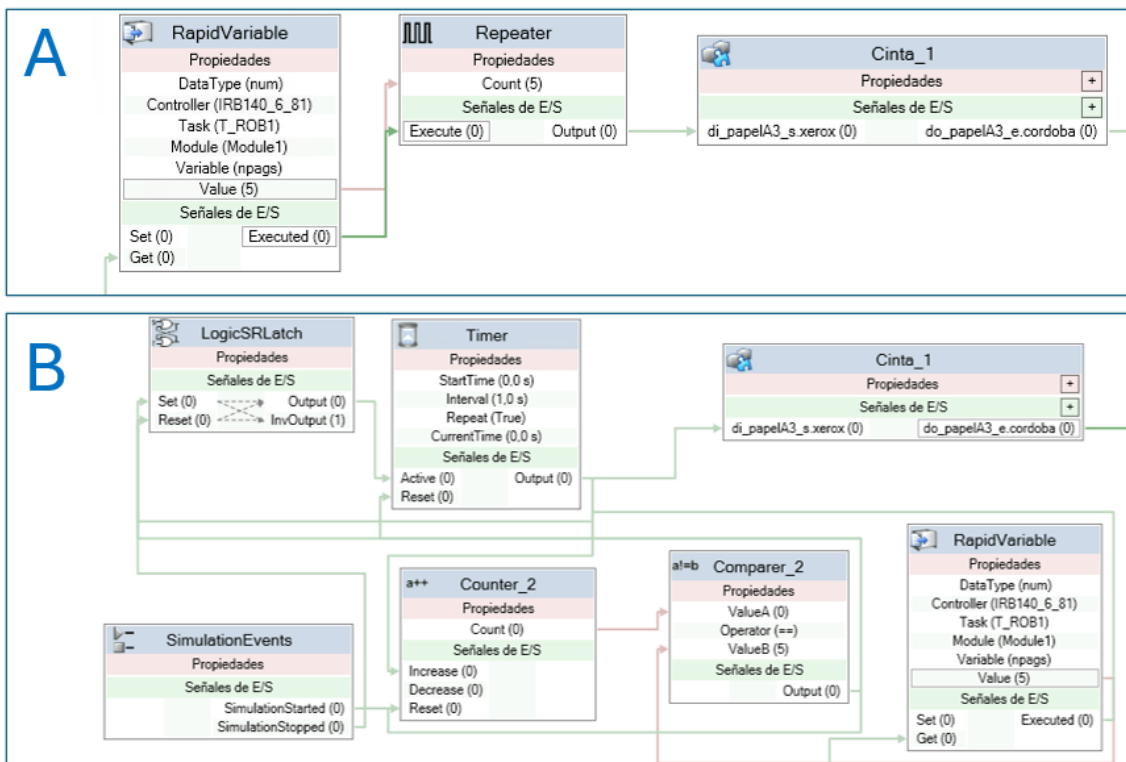 A
RapidVariable
Propiedades
DataType (num)
Controller (IRB140_6_81)
Task (T_ROB1)
Module (Module1)
Variable (npags)
Value (5)
Señales de E/S
Set (0) Executed (0)
Get (0)
Repeater
Propiedades
Count (5)
Señales de E/S
Execute (0) Output (0)
Cinta_1
Propiedades +
Señales de E/S +
di_papelA3_s.xerox (0) do_papelA3_e.cordoba (0)
B
LogicSRLatch
Propiedades
Señales de E/S
Set (0) Output (0)
Reset (0) InvOutput (1)
Timer
Propiedades
StartTime (0,0 s)
Interval (1,0 s)
Repeat (True)
CurrentTime (0,0 s)
Señales de E/S
Active (0) Output (0)
Reset (0)
Cinta_1
Propiedades +
Señales de E/S +
di_papelA3_s.xerox (0) do_papelA3_e.cordoba (0)
SimulationEvents
Propiedades
Señales de E/S
SimulationStarted (0)
SimulationStopped (0)
a++ Counter_2
Propiedades
Count (0)
Señales de E/S
Increase (0)
Decrease (0)
Reset (0)
a!=b Comparer_2
Propiedades
ValueA (0)
Operator (==)
ValueB (5)
Señales de E/S
Output (0)
RapidVariable
Propiedades
DataType (num)
Controller (IRB140_6_81)
Task (T_ROB1)
Module (Module1)
Variable (npags)
Value (5)
Señales de E/S
Set (0) Executed (0)
Get (0)